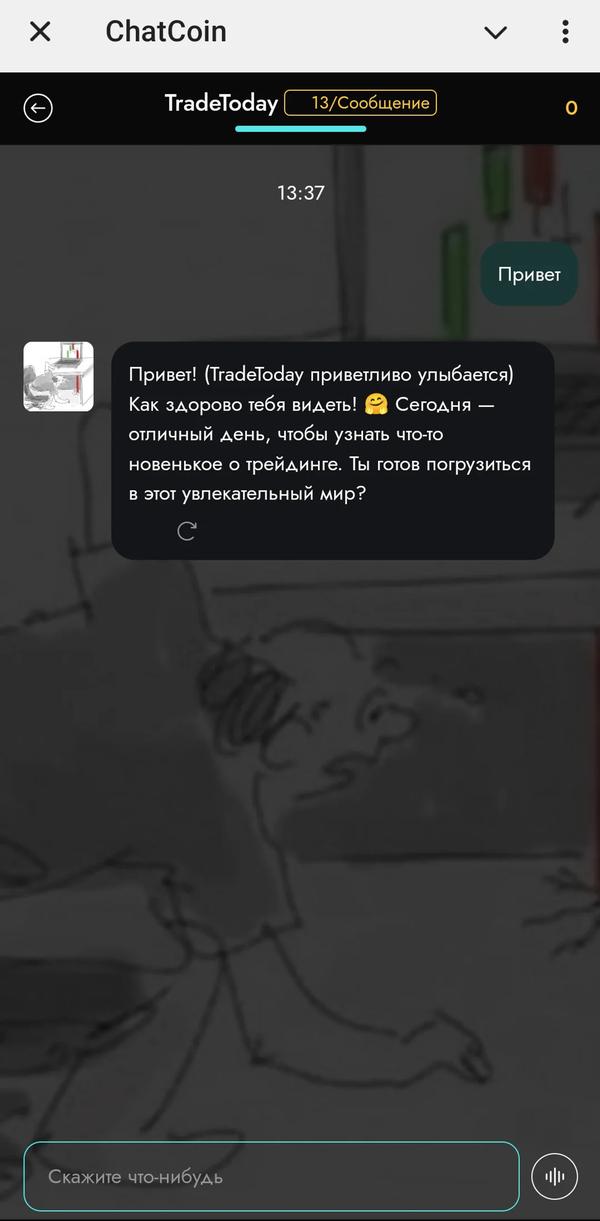 ChatCoin
TradeToday 13/Сообщение 0
13:37
Привет
Привет! (TradeToday приветливо улыбается)
Как здорово тебя видеть! 🤗 Сегодня —
отличный день, чтобы узнать что-то
новенькое о трейдинге. Ты готов погрузиться
в этот увлекательный мир?
Скажите что-нибудь